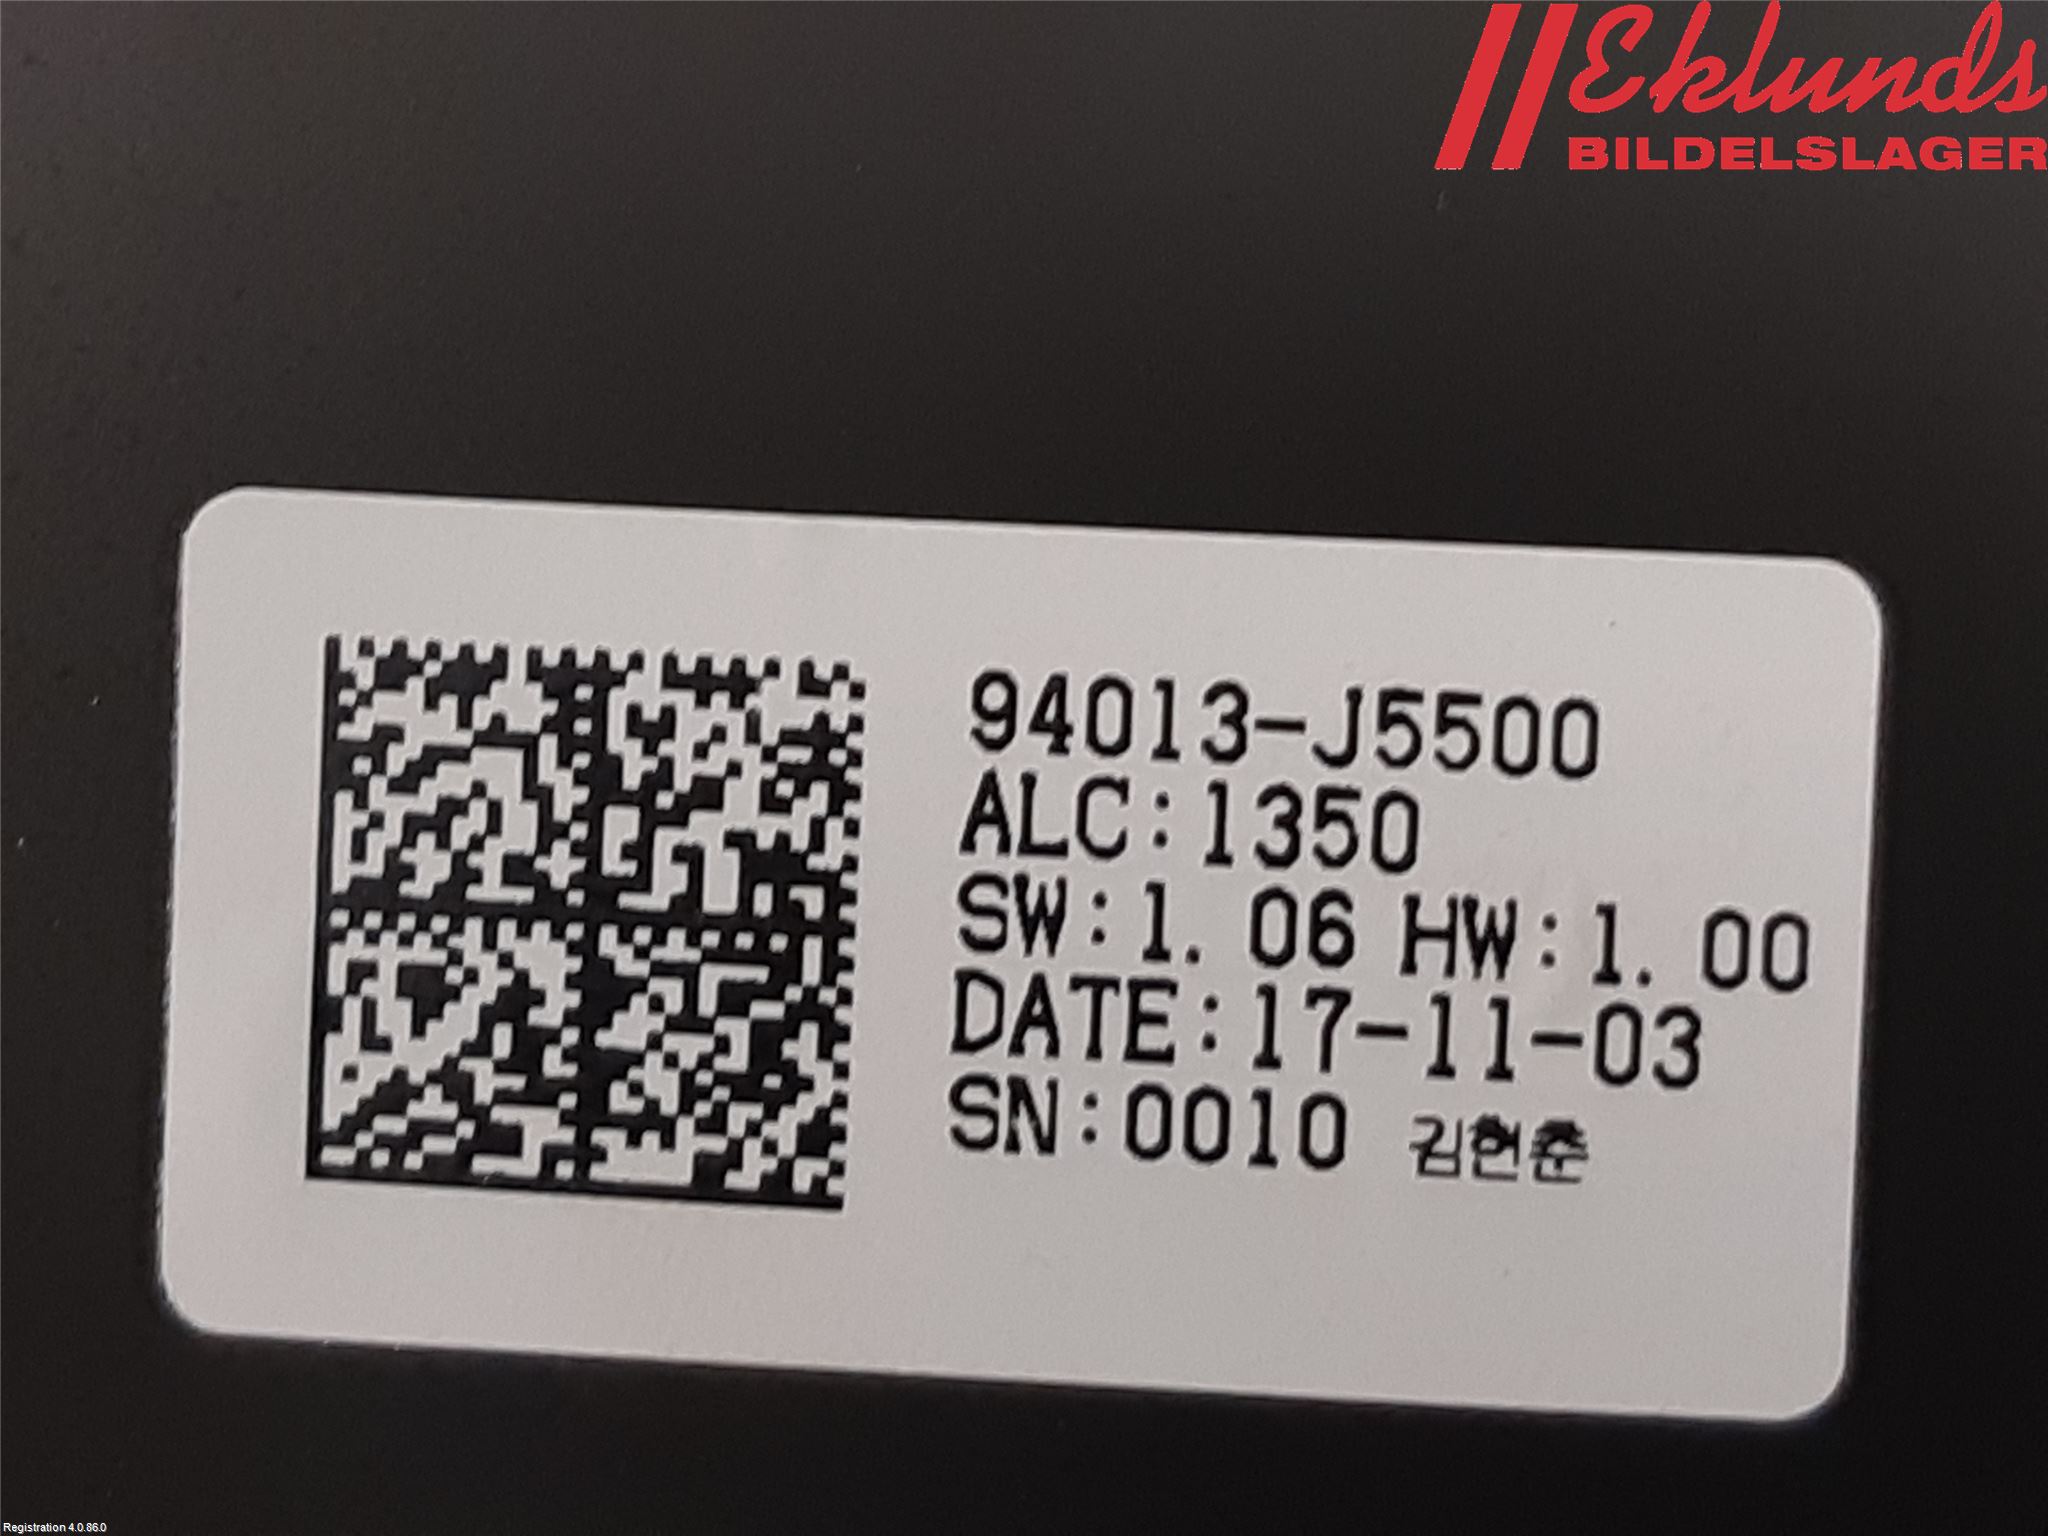 Eklunds
BILDELSLAGER
94013-J5500
ALC:1350
SW:1. 06 HW:1. 00
DATE:17-11-03
SN:0010 김현춘
Registration 4.0.86.0